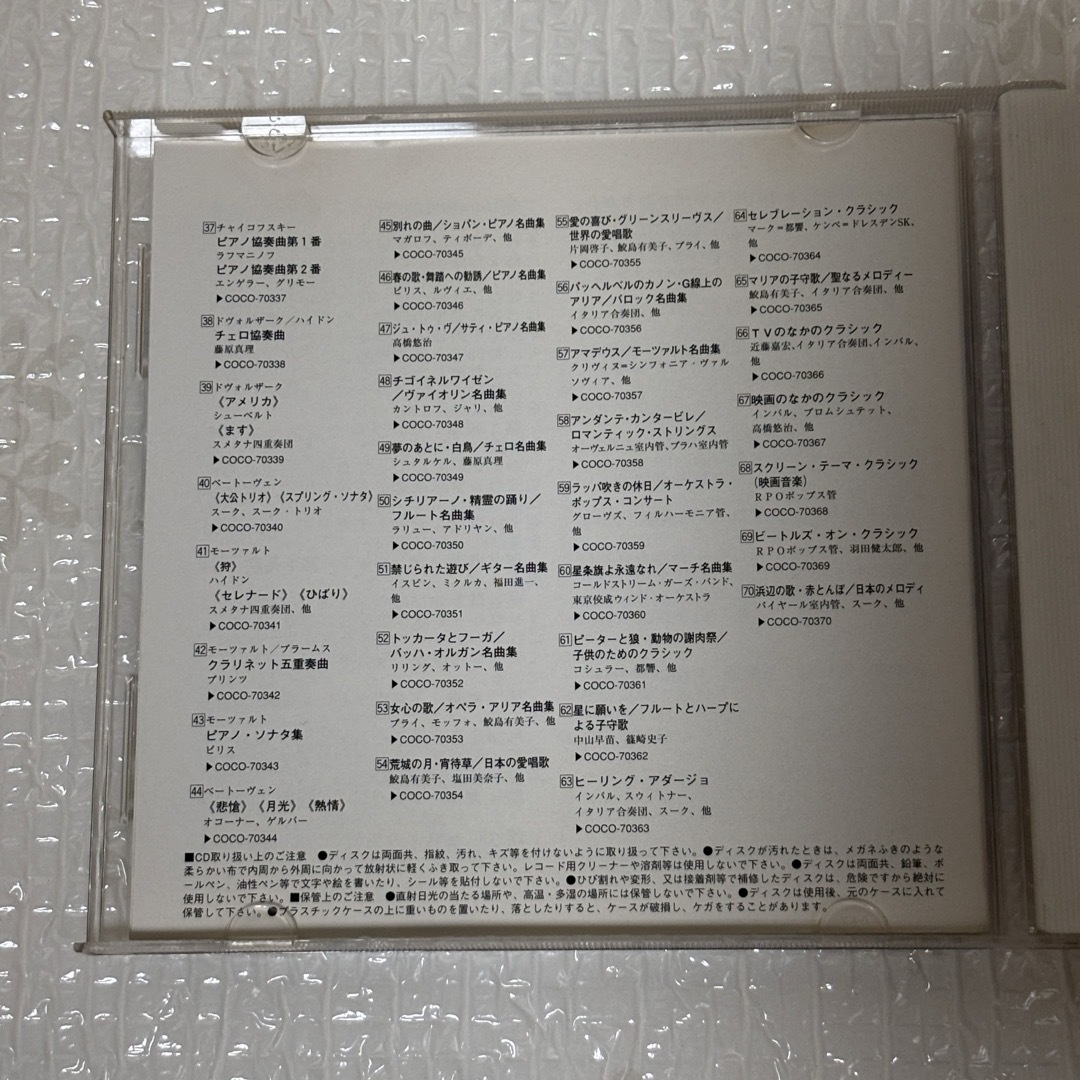 37 チャイコフスキー
ピアノ協奏曲第1番
ラフマニノフ
ピアノ協奏曲第2番
エンゲラー、グリモー
▶COCO-70337
38 ドヴォルザーク/ハイドン
チェロ協奏曲
藤原真理
▶COCO-70338
39 ドヴォルザーク
《アメリカ》
シューベルト
《ます》
スメタナ四重奏団
▶COCO-70339
40 ベートーヴェン
《大公トリオ》《スプリング・ソナタ》
スーク、スーク・トリオ
▶COCO-70340
41 モーツァルト
《狩》
ハイドン
《セレナード》《ひばり》
スメタナ四重奏団、他
▶COCO-70341
42 モーツァルト/ブラームス
クラリネット五重奏曲
プリンツ
▶COCO-70342
43 モーツァルト
ピアノ・ソナタ集
ピリス
▶COCO-70343
44 ベートーヴェン
《悲愴》《月光》《熱情》
オコーナー、ゲルバー
▶COCO-70344
45 別れの曲/ショパン・ピアノ名曲集
マガロフ、ティボーデ、他
▶COCO-70345
46 春の歌・舞踏への勧誘/ピアノ名曲集
ピリス、ルヴィエ、他
▶COCO-70346
47 ジュ・トゥ・ヴ/サティ・ピアノ名曲集
高橋悠治
▶COCO-70347
48 チゴイネルワイゼン
/ヴァイオリン名曲集
カントロフ、ジャリ、他
▶COCO-70348
49 夢のあとに・白鳥/チェロ名曲集
シュタルケル、藤原真理
▶COCO-70349
50 シチリアーノ・精霊の踊り/
フルート名曲集
ラリュー、アドリヤン、他
▶COCO-70350
51 禁じられた遊び/ギター名曲集
イスビン、ミクルカ、福田進一、
他
▶COCO-70351
52 トッカータとフーガ/
バッハ・オルガン名曲集
リリング、オットー、他
▶COCO-70352
53 女心の歌/オペラ・アリア名曲集
プライ、モッフォ、鮫島有美子、他
▶COCO-70353
54 荒城の月・宵待草/日本の愛唱歌
鮫島有美子、塩田美奈子、他
▶COCO-70354
55 愛の喜び・グリーンスリーヴス/
世界の愛唱歌
片岡啓子、鮫島有美子、プライ、他
▶COCO-70355
56 パッヘルベルのカノン・G線上の
アリア/バロック名曲集
イタリア合奏団、他
▶COCO-70356
57 アマデウス/モーツァルト名曲集
クリヴィヌ=シンフォニア・ヴァル
ソヴィア、他
▶COCO-70357
58 アンダンテ・カンタービレ/
ロマンティック・ストリングス
オーヴェルニュ室内管、プラハ室内管
▶COCO-70358
59 ラッパ吹きの休日/オーケストラ・
ポップス・コンサート
グローヴズ、フィルハーモニア管、
他
▶COCO-70359
60 星条旗よ永遠なれ/マーチ名曲集
コールドストリーム・ガーズ・バンド、
東京佼成ウィンド・オーケストラ
▶COCO-70360
61 ピーターと狼・動物の謝肉祭/
子供のためのクラシック
コシュラー、都響、他
▶COCO-70361
62 星に願いを/フルートとハープに
よる子守歌
中山早苗、篠崎史子
▶COCO-70362
63 ヒーリング・アダージョ
インバル、スウィトナー、
イタリア合奏団、スーク、他
▶COCO-70363
64 セレブレーション・クラシック
マーク=都響、ケンペ=ドレスデンSK、
他
▶COCO-70364
65 マリアの子守歌/聖なるメロディー
鮫島有美子、イタリア合奏団、他
▶COCO-70365
66 TVのなかのクラシック
近藤嘉宏、イタリア合奏団、インバル、
他
▶COCO-70366
67 映画のなかのクラシック
インバル、ブロムシュテット、
高橋悠治、他
▶COCO-70367
68 スクリーン・テーマ・クラシック
(映画音楽)
RPOポップス管
▶COCO-70368
69 ビートルズ・オン・クラシック
RPOポップス管、羽田健太郎、他
▶COCO-70369
70 浜辺の歌・赤とんぼ/日本のメロディ
パイヤール室内管、スーク、他
▶COCO-70370
■CD取り扱い上のご注意 ●ディスクは両面共、指紋、汚れ、キズ等を付けないように取り扱って下さい。●ディスクが汚れたときは、メガネふきのような
柔らかい布で内周から外周に向かって放射状に軽くふき取って下さい。レコード用クリーナーや溶剤等は使用しないで下さい。●ディスクは両面共、鉛筆、ボ
ールペン、油性ペン等で文字や絵を書いたり、シール等を貼付しないで下さい。●ひび割れや変形、又は接着剤等で補修したディスクは、危険ですから絶対に
使用しないで下さい。■保管上のご注意 ●直射日光の当たる場所や、高温・多湿の場所には保管しないで下さい。●ディスクは使用後、元のケースに入れて
保管して下さい。●プラスチックケースの上に重いものを置いたり、落としたりすると、ケースが破損し、ケガをすることがあります。